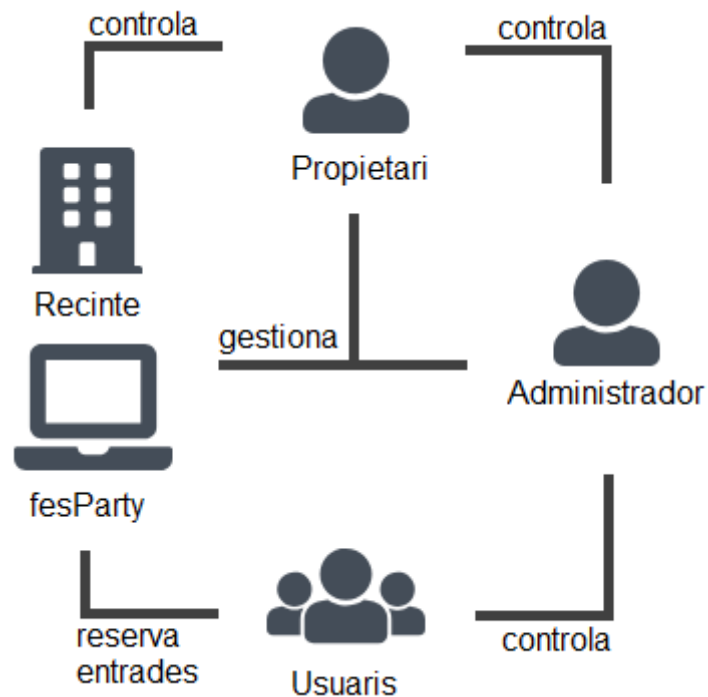 controla
controla
Propietari
Recinte
gestiona
Administrador
fesParty
reserva
entrades
controla
Usuaris